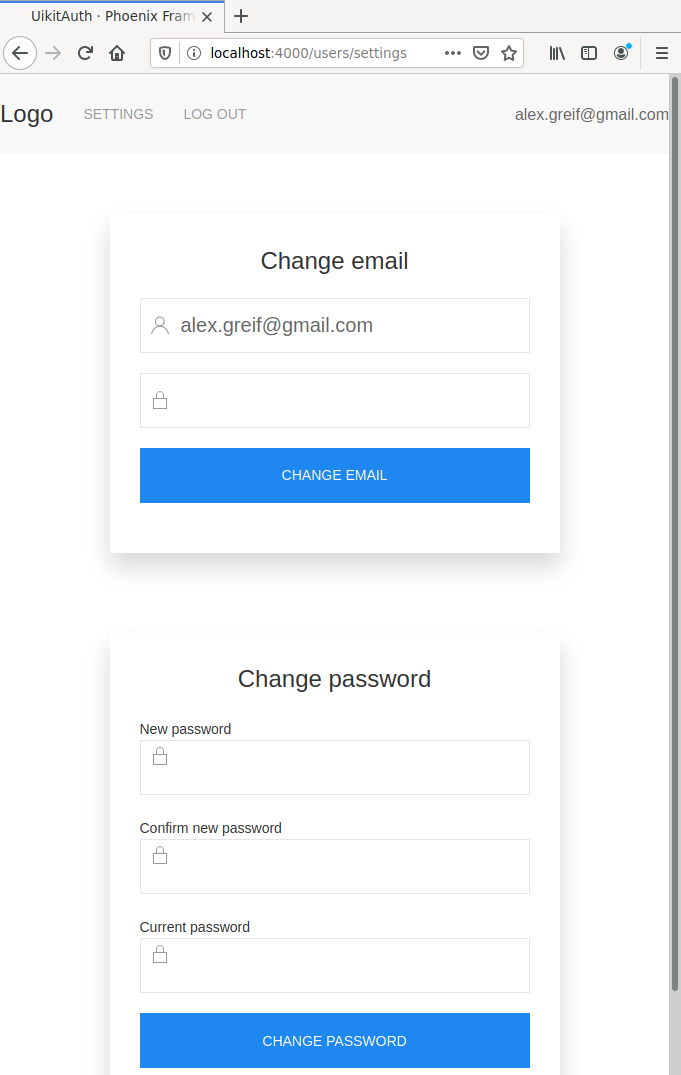 UikitAuth · Phoenix Fram
localhost:4000/users/settings
Logo SETTINGS LOG OUT alex.greif@gmail.com
Change email
alex.greif@gmail.com
CHANGE EMAIL
Change password
New password
Confirm new password
Current password
CHANGE PASSWORD